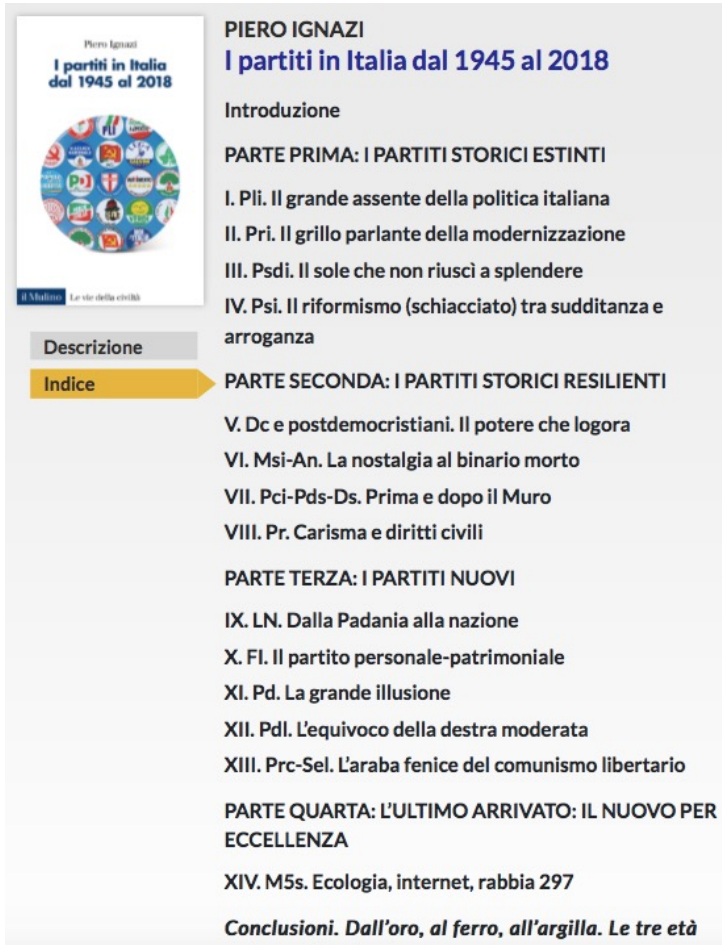 Piero Ignazi
I partiti in Italia
dal 1945 al 2018
PLI
PD
il Mulino Le vie della civiltà
Descrizione
Indice
PIERO IGNAZI
I partiti in Italia dal 1945 al 2018
Introduzione
PARTE PRIMA: I PARTITI STORICI ESTINTI
I. Pli. Il grande assente della politica italiana
II. Pri. Il grillo parlante della modernizzazione
III. Psdi. Il sole che non riuscì a splendere
IV. Psi. Il riformismo (schiacciato) tra sudditanza e
arroganza
PARTE SECONDA: I PARTITI STORICI RESILIENTI
V. Dc e postdemocristiani. Il potere che logora
VI. Msi-An. La nostalgia al binario morto
VII. Pci-Pds-Ds. Prima e dopo il Muro
VIII. Pr. Carisma e diritti civili
PARTE TERZA: I PARTITI NUOVI
IX. LN. Dalla Padania alla nazione
X. FI. Il partito personale-patrimoniale
XI. Pd. La grande illusione
XII. Pdl. L'equivoco della destra moderata
XIII. Prc-Sel. L'araba fenice del comunismo libertario
PARTE QUARTA: L'ULTIMO ARRIVATO: IL NUOVO PER
ECCELLENZA
XIV. M5s. Ecologia, internet, rabbia 297
Conclusioni. Dall'oro, al ferro, all'argilla. Le tre età